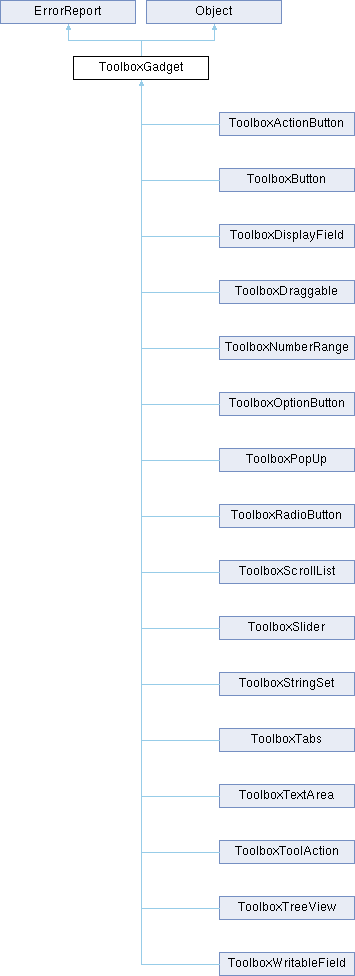 ErrorReport Object
ToolboxGadget
ToolboxActionButton
ToolboxButton
ToolboxDisplayField
ToolboxDraggable
ToolboxNumberRange
ToolboxOptionButton
ToolboxPopUp
ToolboxRadioButton
ToolboxScrollList
ToolboxSlider
ToolboxStringSet
ToolboxTabs
ToolboxTextArea
ToolboxToolAction
ToolboxTreeView
ToolboxWritableField